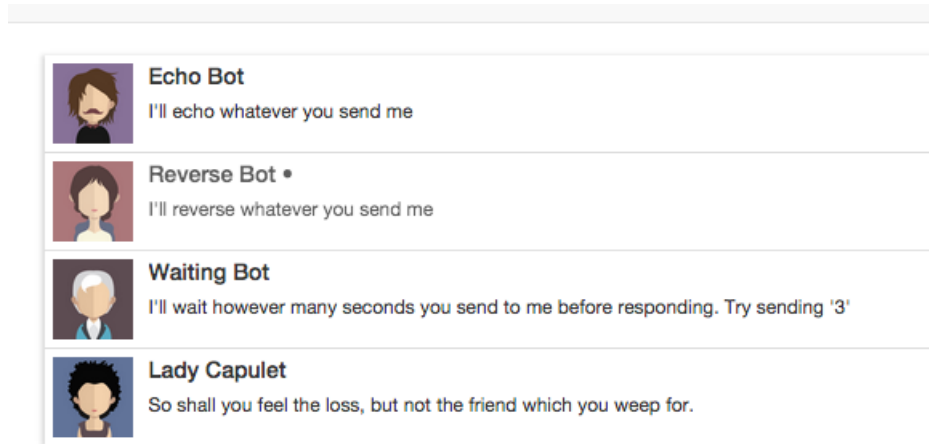 Echo Bot
I'll echo whatever you send me
Reverse Bot •
I'll reverse whatever you send me
Waiting Bot
I'll wait however many seconds you send to me before responding. Try sending '3'
Lady Capulet
So shall you feel the loss, but not the friend which you weep for.